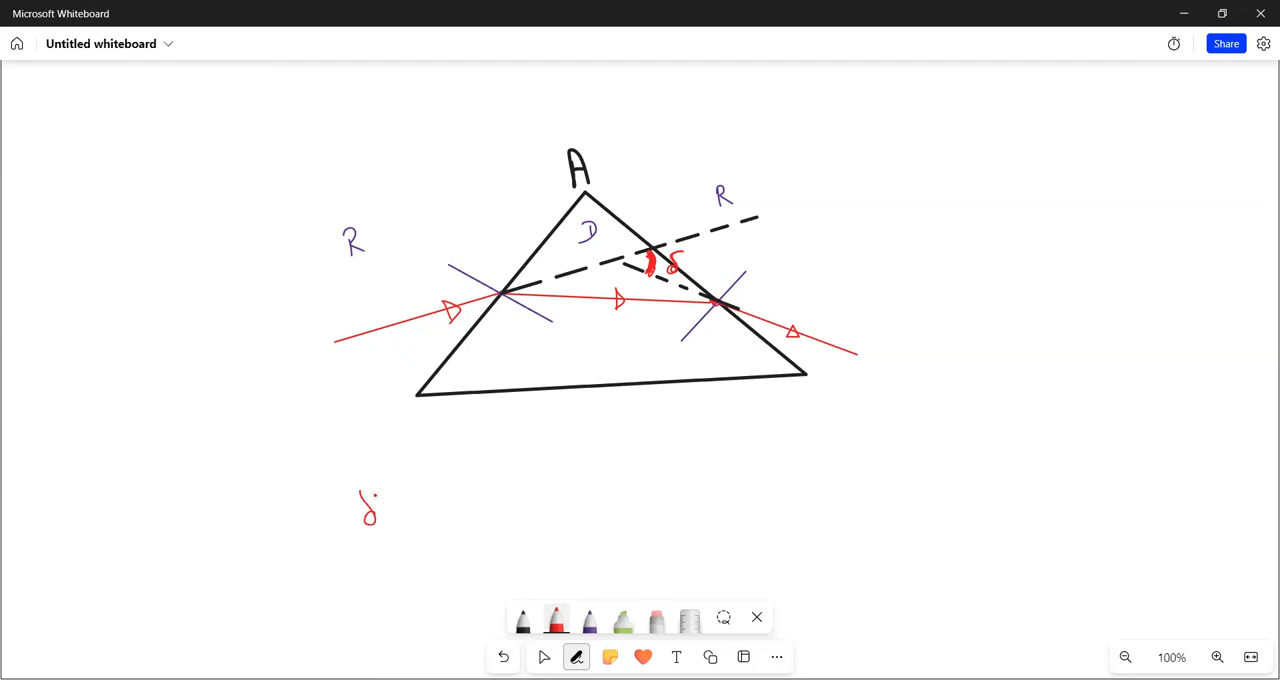 Microsoft Whiteboard
Untitled whiteboard
Share
A
R
D
R
δ
δ
100%